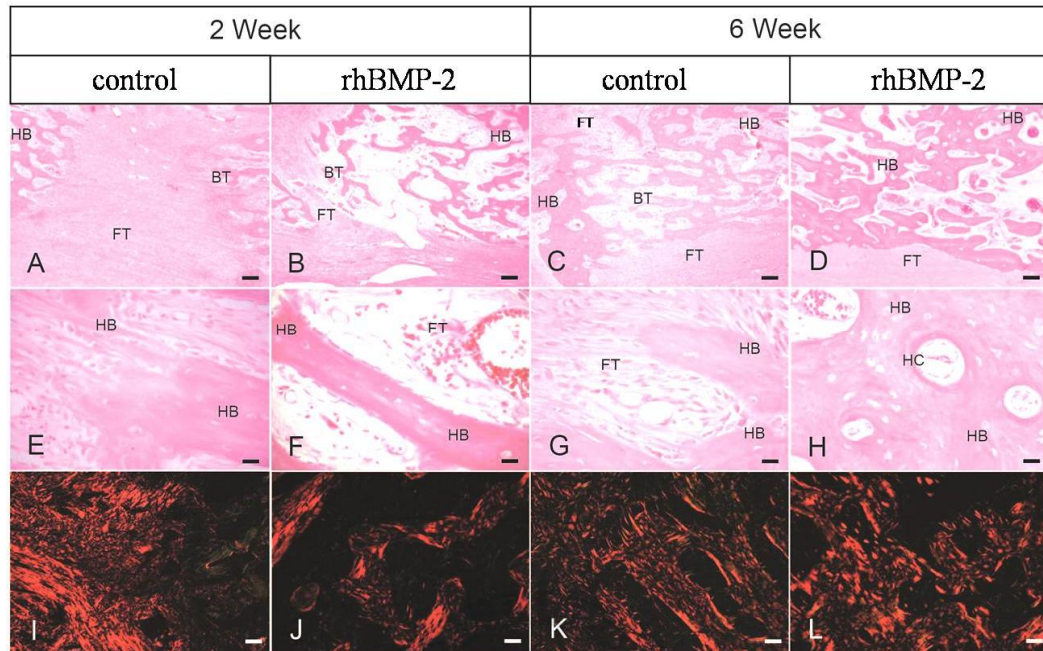 2 Week 6 Week
control rhBMP-2 control rhBMP-2
HB BT FT A
HB BT FT B
FT HB HB BT FT C
HB HB FT D
HB HB E
HB FT HB F
FT HB HB G
HB HC HB H
I
J
K
L